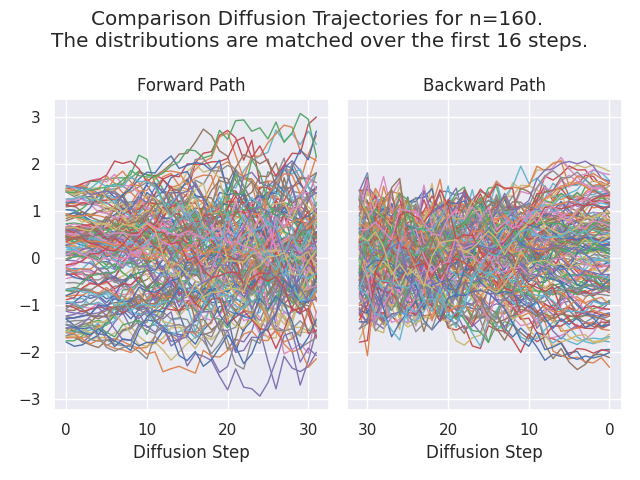 Comparison Diffusion Trajectories for n=160.
The distributions are matched over the first 16 steps.
Forward Path
Backward Path
3
2
1
0
−1
−2
−3
0 10 20 30
30 20 10 0
Diffusion Step
Diffusion Step